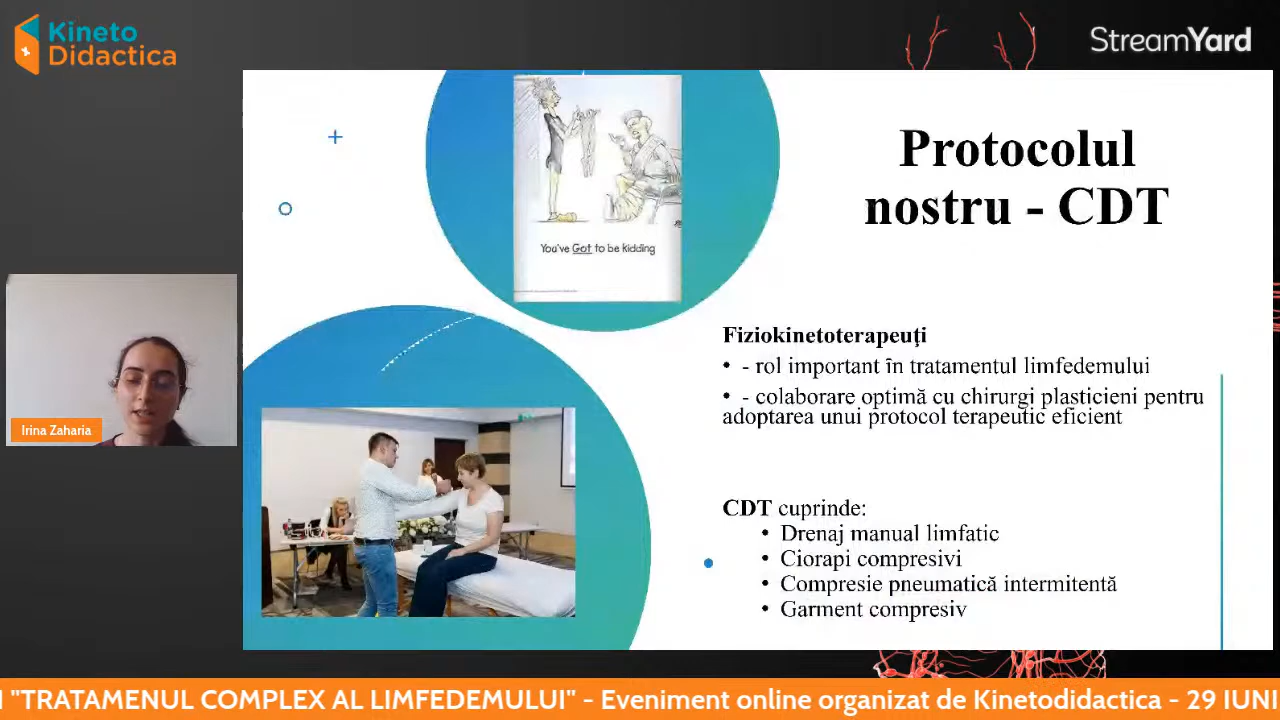 Kineto
Didactica
StreamYard
You've Got to be kidding
Protocolul
nostru - CDT
Fiziokinetoterapeuţi
• - rol important în tratamentul limfedemului
• - colaborare optimă cu chirurgi plasticieni pentru
adoptarea unui protocol terapeutic eficient
Irina Zaharia
CDT cuprinde:
• Drenaj manual limfatic
• Ciorapi compresivi
• Compresie pneumatică intermitentă
• Garment compresiv
"TRATAMENUL COMPLEX AL LIMFEDEMULUI" - Eveniment online organizat de Kinetodidactica - 29 IUNI